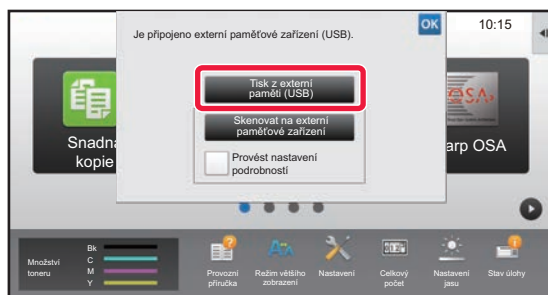 Je připojeno externí paměťové zařízení (USB).
OK
10:15
Tisk z externí
paměti (USB)
Skenovat na externí
paměťové zařízení
Provést nastavení
podrobností
Snadná
kopie
OSA
arp OSA
Množství
toneru
Bk
C
M
Y
Provozní
příručka
Režim většího
zobrazení
Nastavení
Celkový
počet
Nastavení
jasu
Stav úlohy